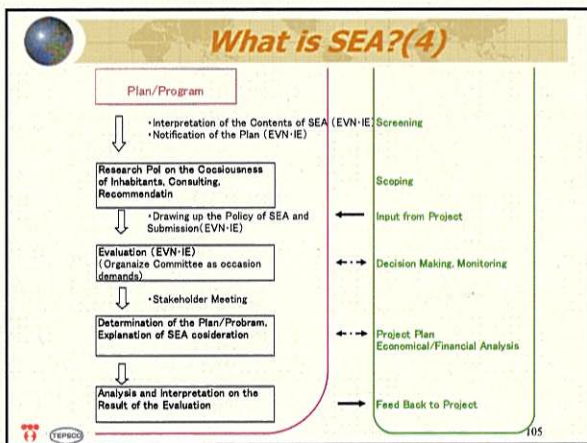 What is SEA?(4)
Plan/Program
・Interpretation of the Contents of SEA (EVN·IE)
・Notification of the Plan (EVN·IE)
Screening
Research Pol on the Cocsiousness
of Inhabitants, Consulting,
Recommendatin
Scoping
・Drawing up the Policy of SEA and
Submission(EVN·IE)
Input from Project
Evaluation (EVN·IE)
(Organaize Committee as occasion
demands)
Decision Making, Monitoring
・Stakeholder Meeting
Determination of the Plan/Probram,
Explanation of SEA cosideration
Project Plan
Economical/Financial Analysis
Analysis and Interpretation on the
Result of the Evaluation
Feed Back to Project
TEPSCO
105